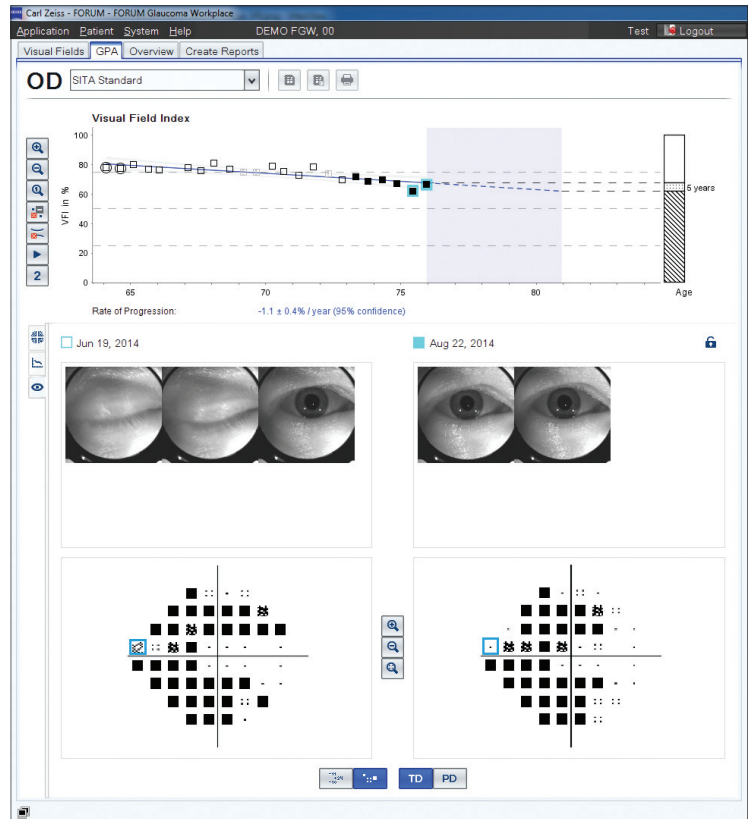 Carl Zeiss - FORUM - FORUM Glaucoma Workplace
Application Patient System Help DEMO FGW, 00 Test Logout
Visual Fields GPA Overview Create Reports
OD SITA Standard
Visual Field Index
100
80
60
40
20
0
VFI in %
65 70 75 80 Age
5 years
Rate of Progression: -1.1 ± 0.4% / year (95% confidence)
2
Jun 19, 2014 Aug 22, 2014
TD PD